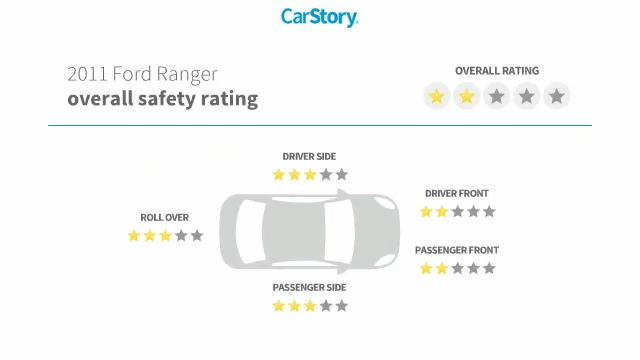 CarStory.
2011 Ford Ranger
overall safety rating
OVERALL RATING
DRIVER SIDE
DRIVER FRONT
ROLL OVER
PASSENGER FRONT
PASSENGER SIDE